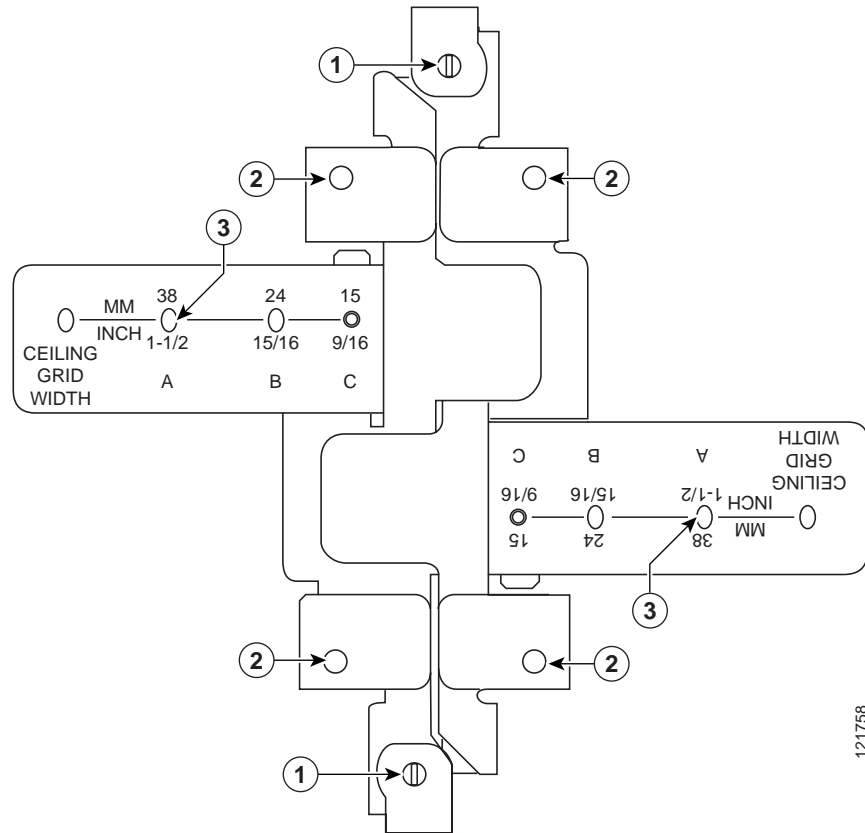 1
2
2
3
38
24
15
MM
INCH
1-1/2
15/16
9/16
CEILING
GRID
WIDTH
A
B
C
CEILING
GRID
WIDTH
A
B
C
1-1/2
15/16
9/16
INCH
MM
38
24
15
3
2
2
1
121758